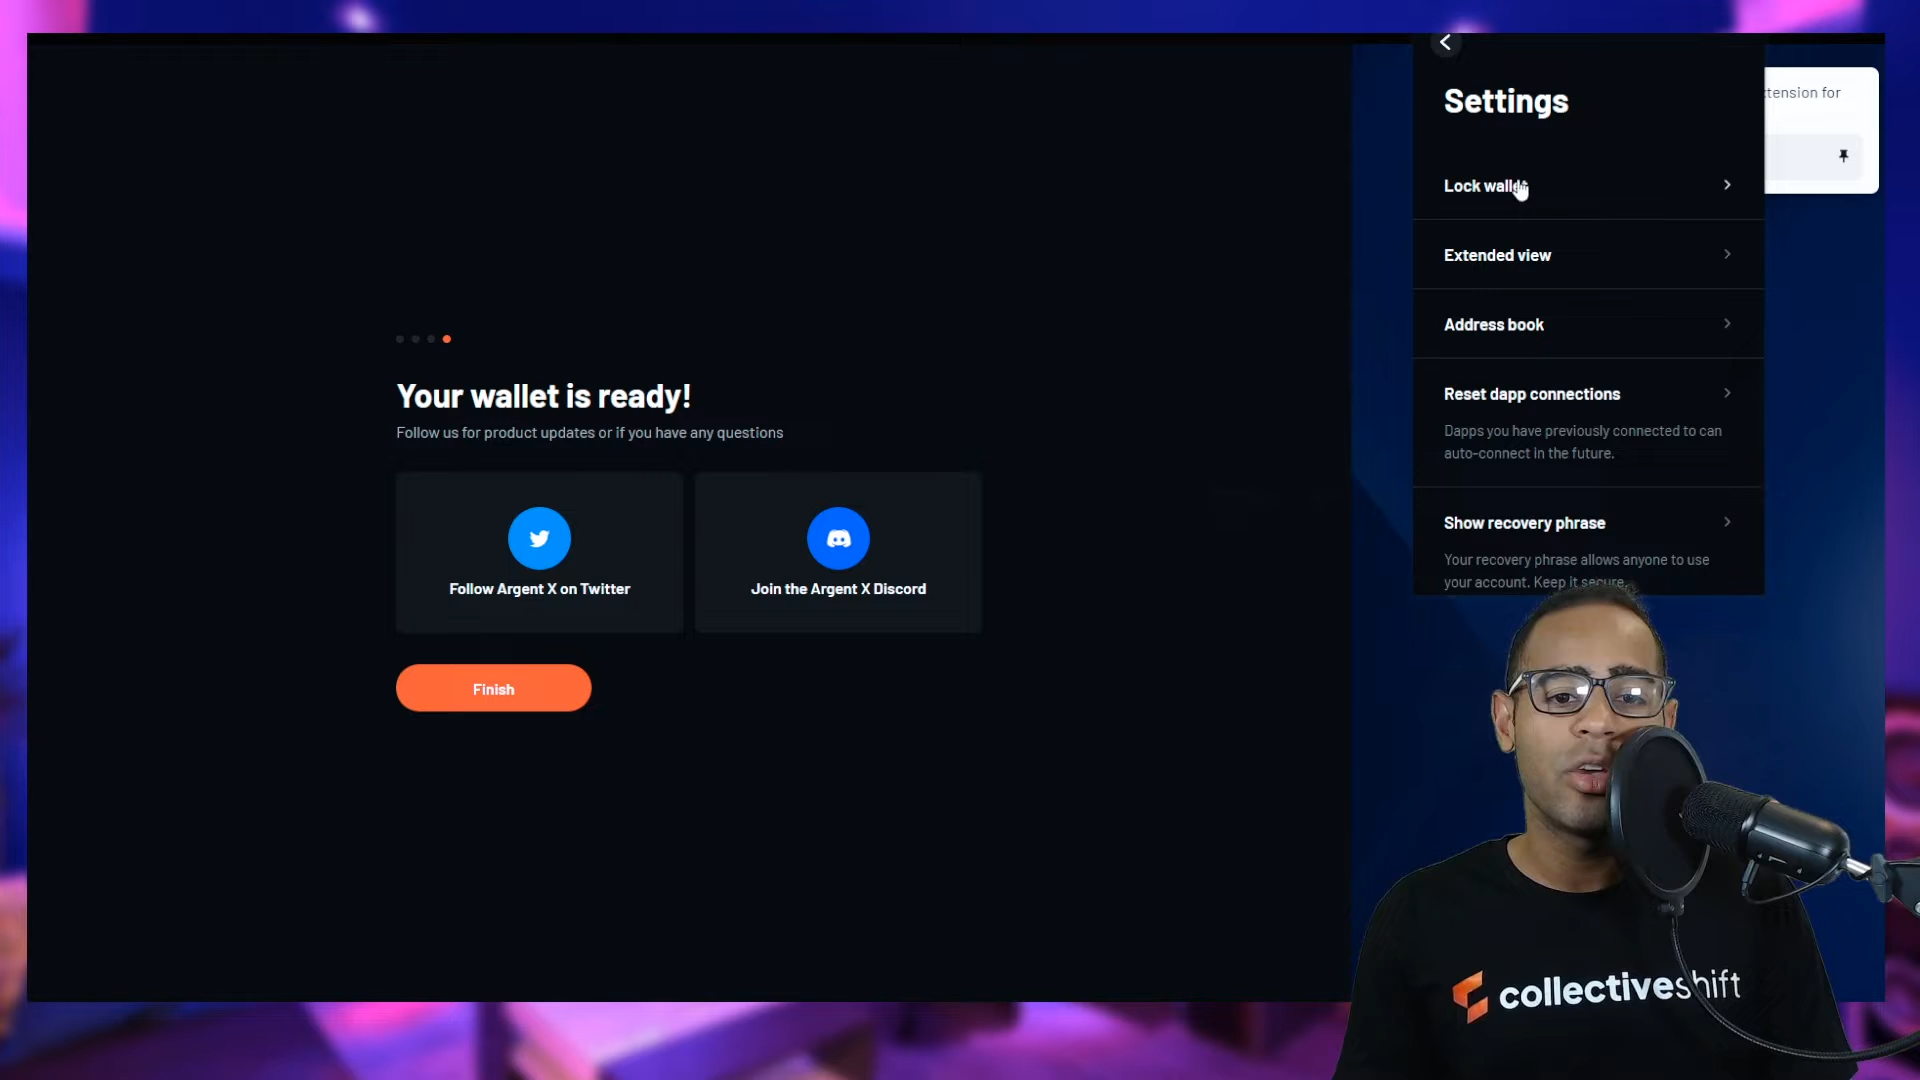 Settings
tension for
Lock wallet
Extended view
Address book
Reset dapp connections
Dapps you have previously connected to can
auto-connect in the future.
Show recovery phrase
Your recovery phrase allows anyone to use
your account. Keep it secure.
Your wallet is ready!
Follow us for product updates or if you have any questions
Follow Argent X on Twitter
Join the Argent X Discord
Finish
collectiveshift